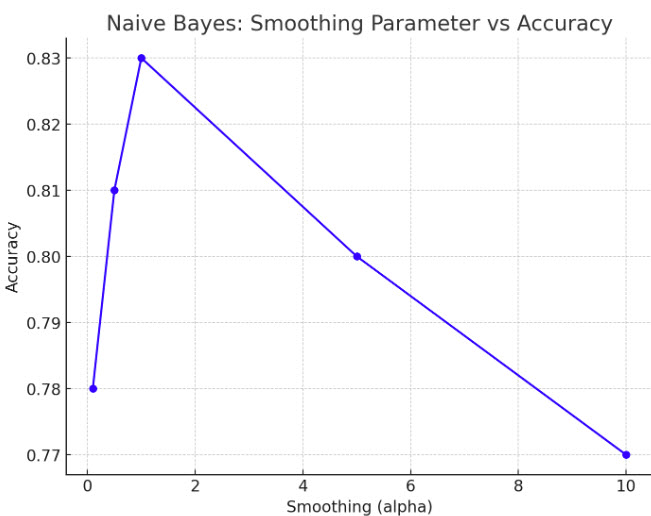 Naive Bayes: Smoothing Parameter vs Accuracy
0.83
0.82
0.81
0.80
0.79
0.78
0.77
Accuracy
0 2 4 6 8 10
Smoothing (alpha)